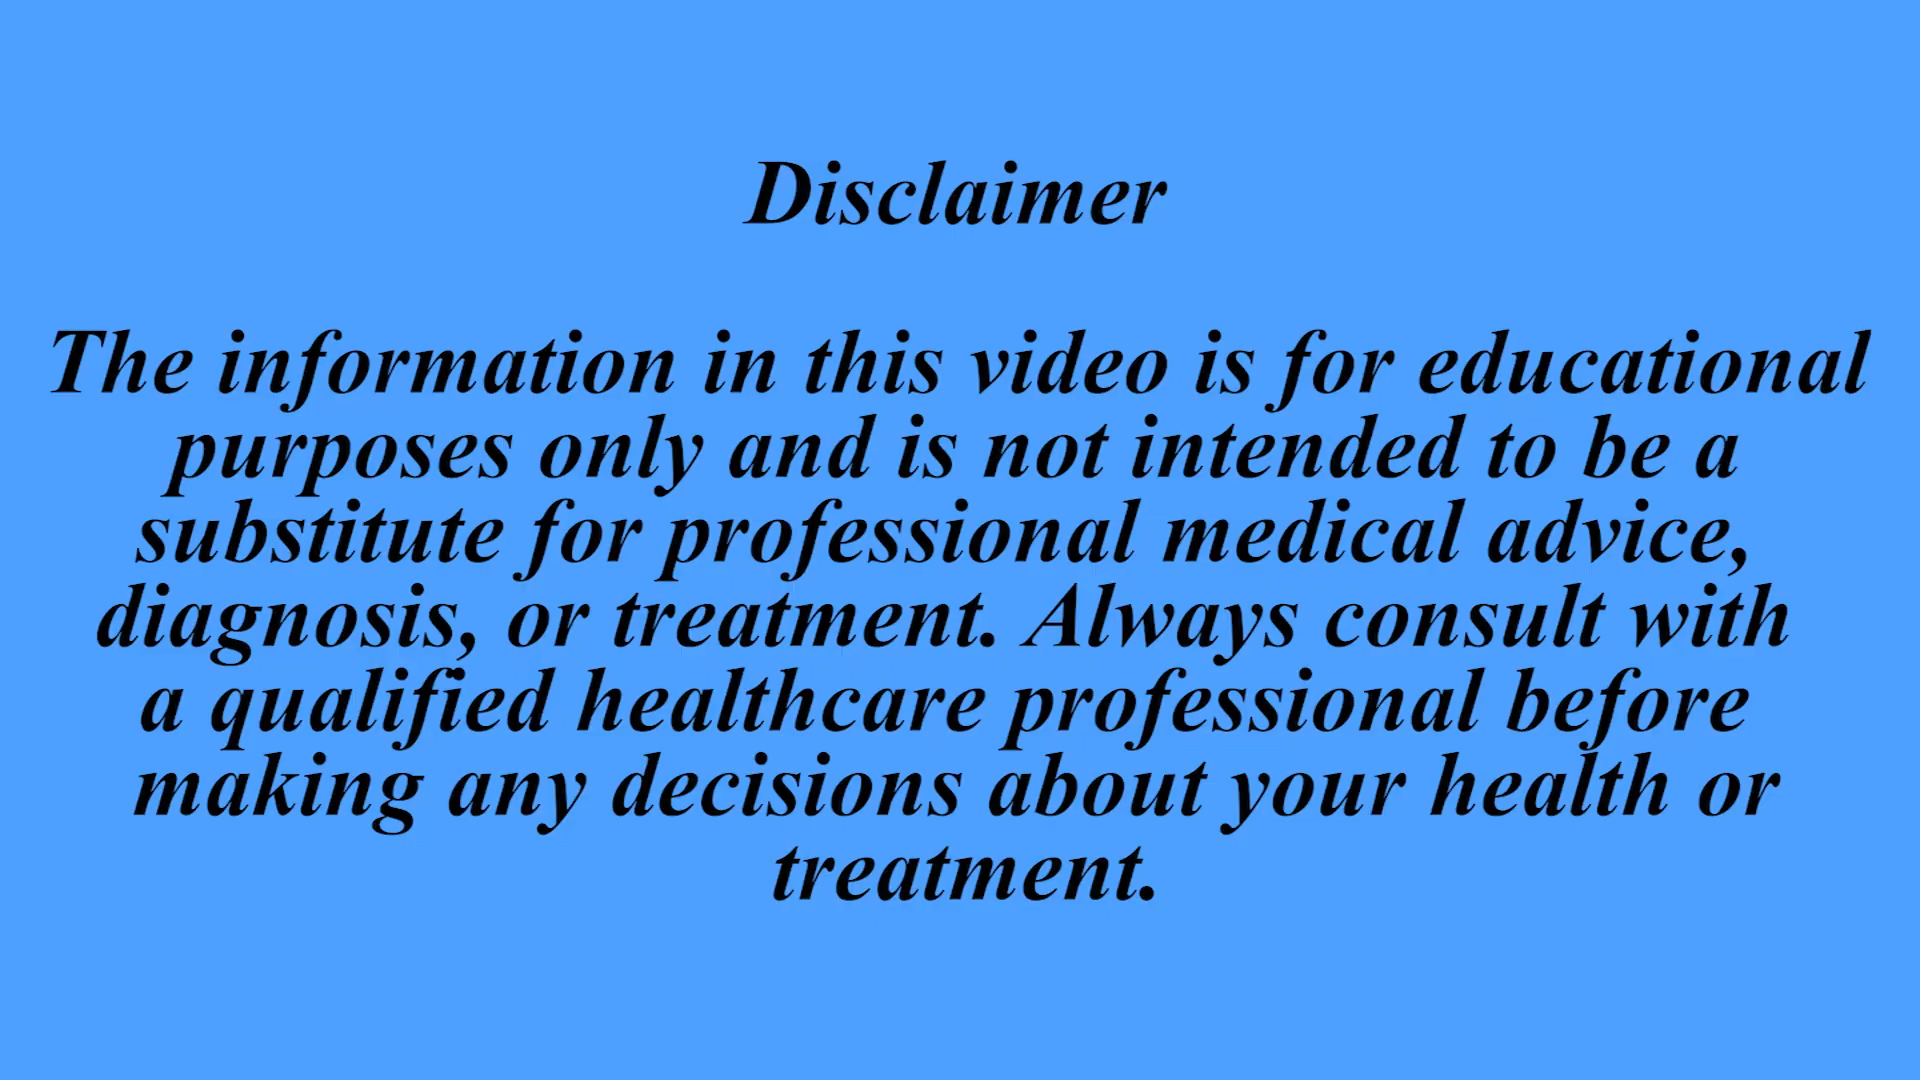 Disclaimer
The information in this video is for educational
purposes only and is not intended to be a
substitute for professional medical advice,
diagnosis, or treatment. Always consult with
a qualified healthcare professional before
making any decisions about your health or
treatment.